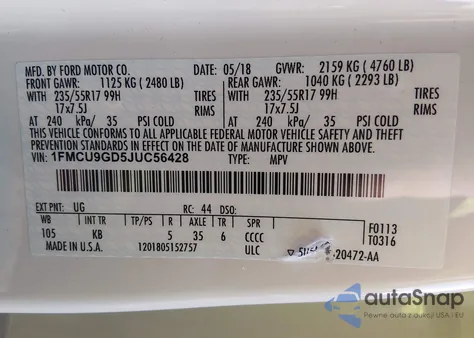 MFD. BY FORD MOTOR CO. 05/18 GVWR: 2159 KG ( 4760 LB)
FRONT GAWR: 1125 KG ( 2480 LB) REAR GAWR: 1040 KG ( 2293 LB)
WITH 235/55R17 99H TIRES WITH 235/55R17 99H TIRES
17x7.5J RIMS 17x7.5J RIMS
AT 240 kPa/ 35 PSI COLD AT 240 kPa/ 35 PSI COLD
THIS VEHICLE CONFORMS TO ALL APPLICABLE FEDERAL MOTOR VEHICLE SAFETY AND THEFT
PREVENTION STANDARDS IN EFFECT ON THE DATE OF MANUFACTURE SHOWN ABOVE.
VIN: 1FMCU9GD5JUC56428 TYPE: MPV
EXT PNT: UG RC: 44 DSO:
WB INT TR TP/PS R AXLE TR SPR F0113
105 KB 5 35 6 CCCC T0316
MADE IN U.S.A. 1201805152757 ULC 20472-AA
autoSnap
Pewne auta z aukcji USA i EU